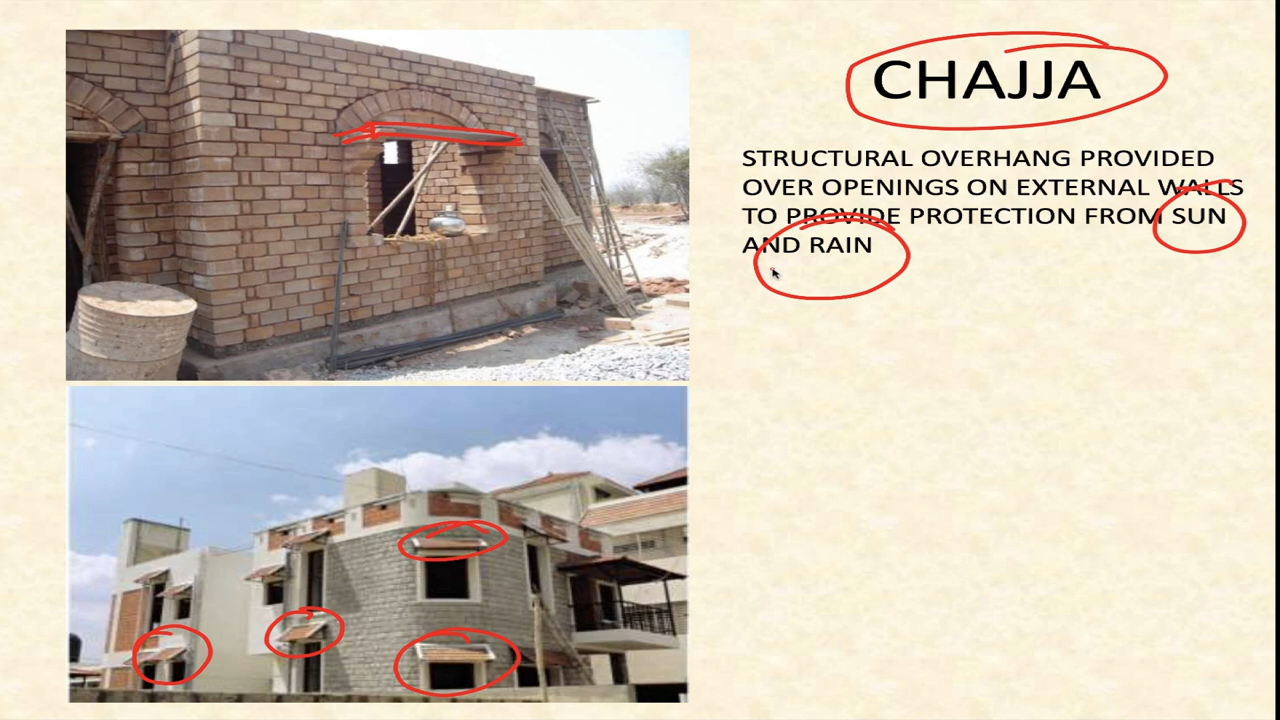 CHAJJA
STRUCTURAL OVERHANG PROVIDED
OVER OPENINGS ON EXTERNAL WALLS
TO PROVIDE PROTECTION FROM SUN
AND RAIN